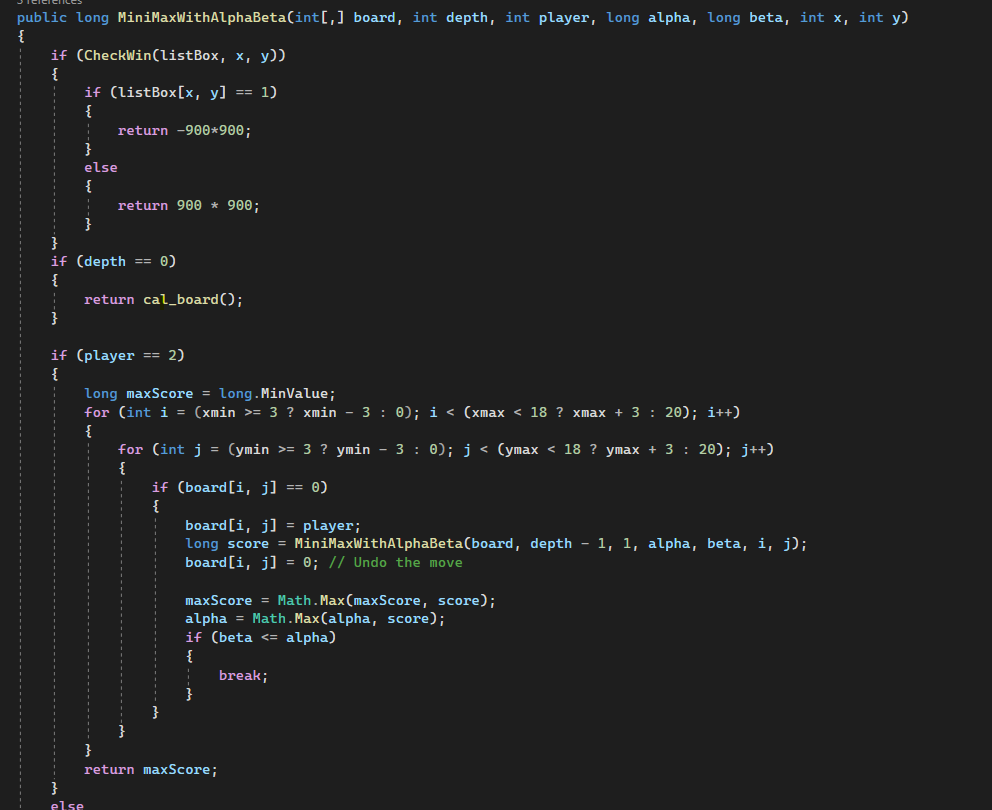 3 references
public long MiniMaxWithAlphaBeta(int[,] board, int depth, int player, long alpha, long beta, int x, int y)
{
    if (CheckWin(listBox, x, y))
    {
        if (listBox[x, y] == 1)
        {
            return -900*900;
        }
        else
        {
            return 900 * 900;
        }
    }
    if (depth == 0)
    {
        return cal_board();
    }

    if (player == 2)
    {
        long maxScore = long.MinValue;
        for (int i = (xmin >= 3 ? xmin - 3 : 0); i < (xmax < 18 ? xmax + 3 : 20); i++)
        {
            for (int j = (ymin >= 3 ? ymin - 3 : 0); j < (ymax < 18 ? ymax + 3 : 20); j++)
            {
                if (board[i, j] == 0)
                {
                    board[i, j] = player;
                    long score = MiniMaxWithAlphaBeta(board, depth - 1, 1, alpha, beta, i, j);
                    board[i, j] = 0; // Undo the move

                    maxScore = Math.Max(maxScore, score);
                    alpha = Math.Max(alpha, score);
                    if (beta <= alpha)
                    {
                        break;
                    }
                }
            }
        }
        return maxScore;
    }
    else